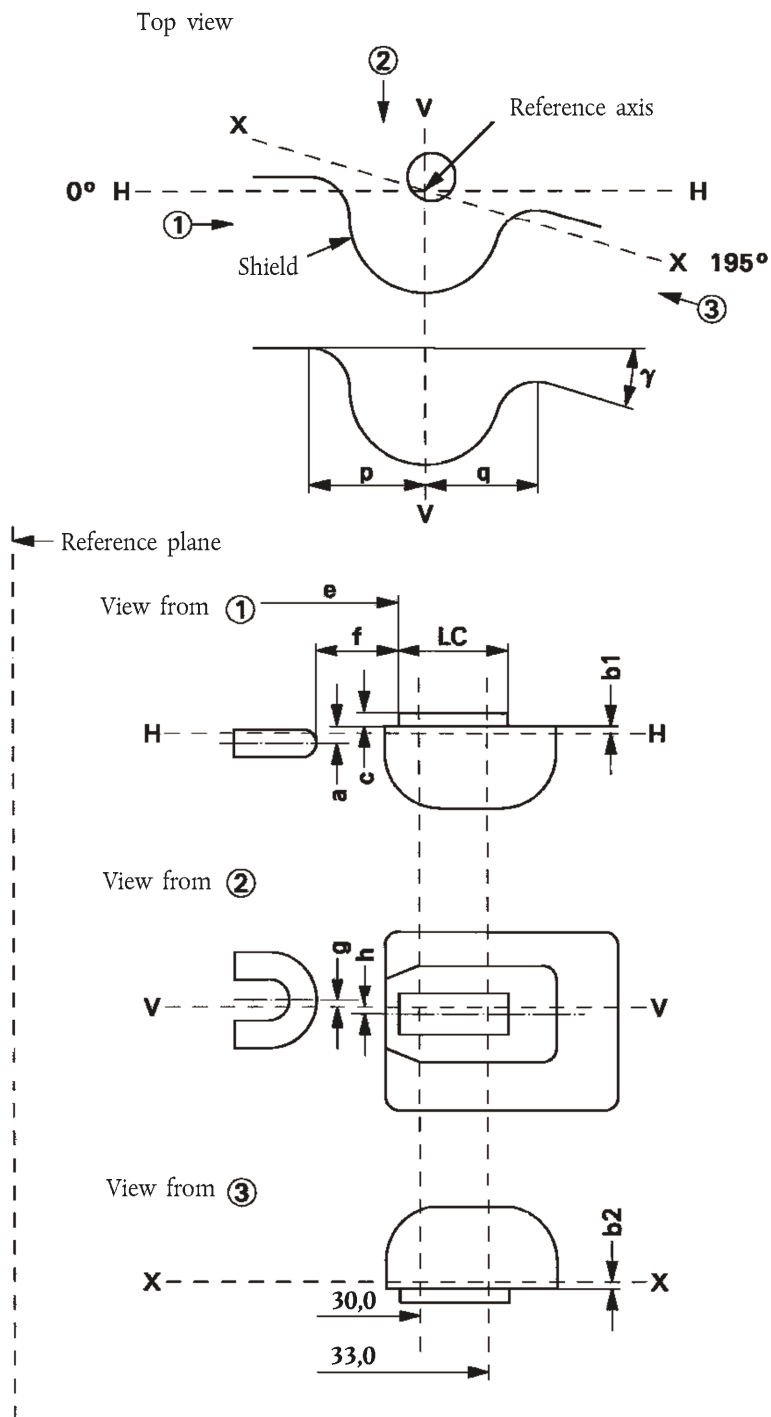 Top view
②
V
Reference axis
X
0° H
H
①
Shield
X 195°
③
γ
p
q
V
Reference plane
View from ①
e
f
LC
b1
H
H
a
c
View from ②
g
h
V
V
View from ③
b2
X
X
30,0
33,0